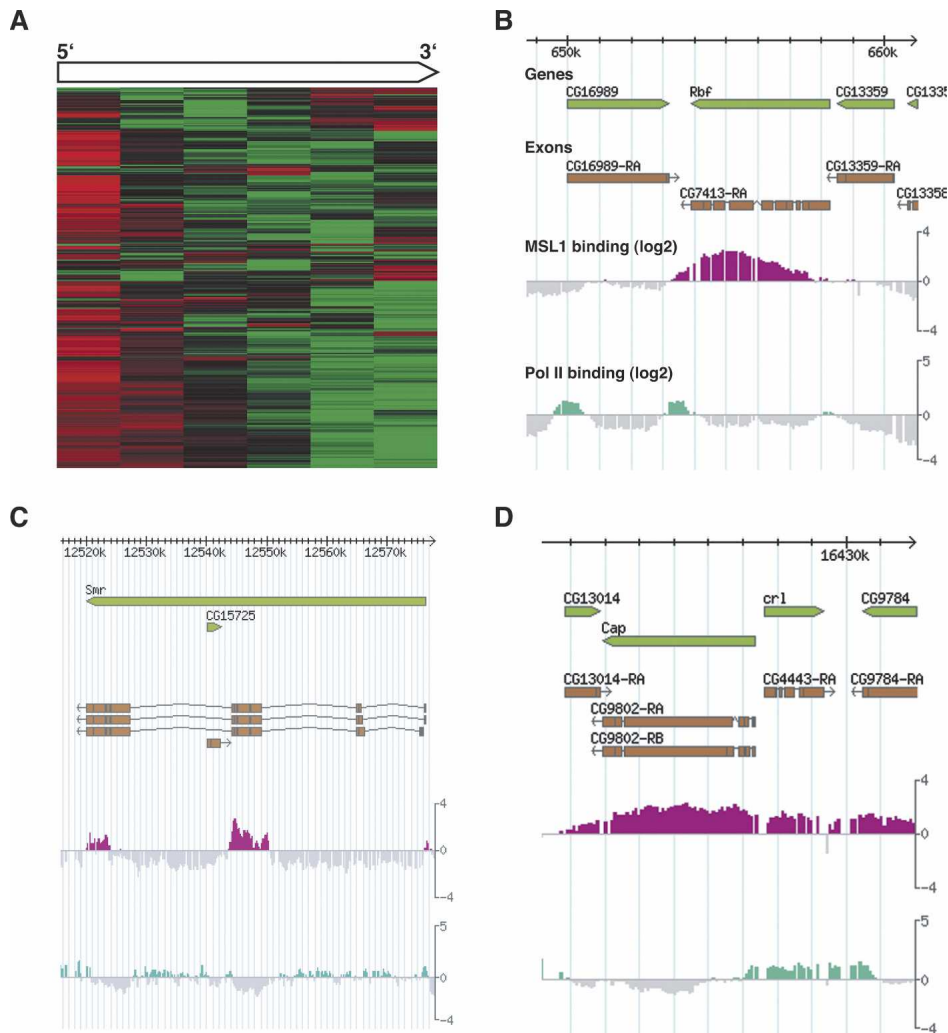 A
5‘ 3‘
B
650k 660k
Genes
CG16989 Rbf CG13359 CG1335
Exons
CG16989-RA CG13359-RA
CG7413-RA CG13358
MSL1 binding (log2)
4
0
-4
Pol II binding (log2)
5
0
-4
C
12520k 12530k 12540k 12550k 12560k 12570k
Smr
CG15725
4
0
-4
5
0
-4
D
16430k
CG13014 crl CG9784
Cap
CG13014-RA CG4443-RA CG9784-RA
CG9802-RA
CG9802-RB
4
0
-4
5
0
-4